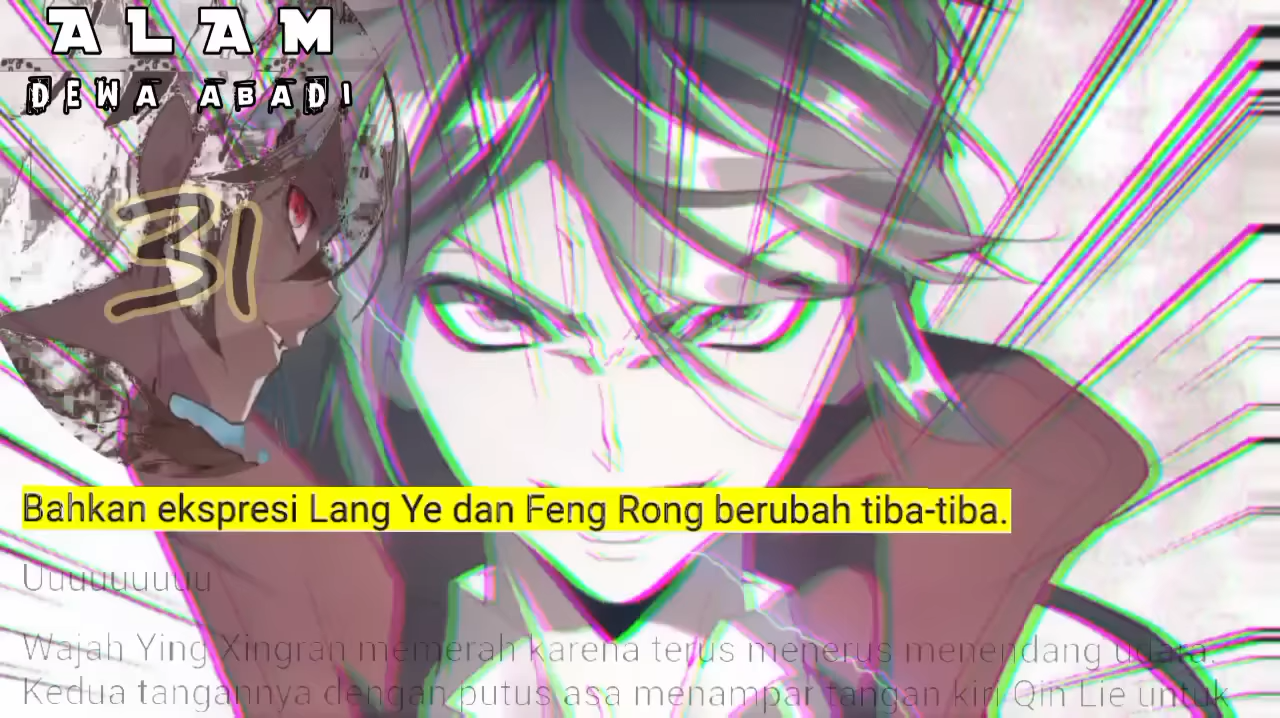 ALAM
DEWA ABADI
31
Bahkan ekspresi Lang Ye dan Feng Rong berubah tiba-tiba.
Uuuuuuuuu
Wajah Ying Xingran memerah karena terus menerus menendang udara.
Kedua tangannya dengan putus asa menampar tangan kiri Qin Lie untuk